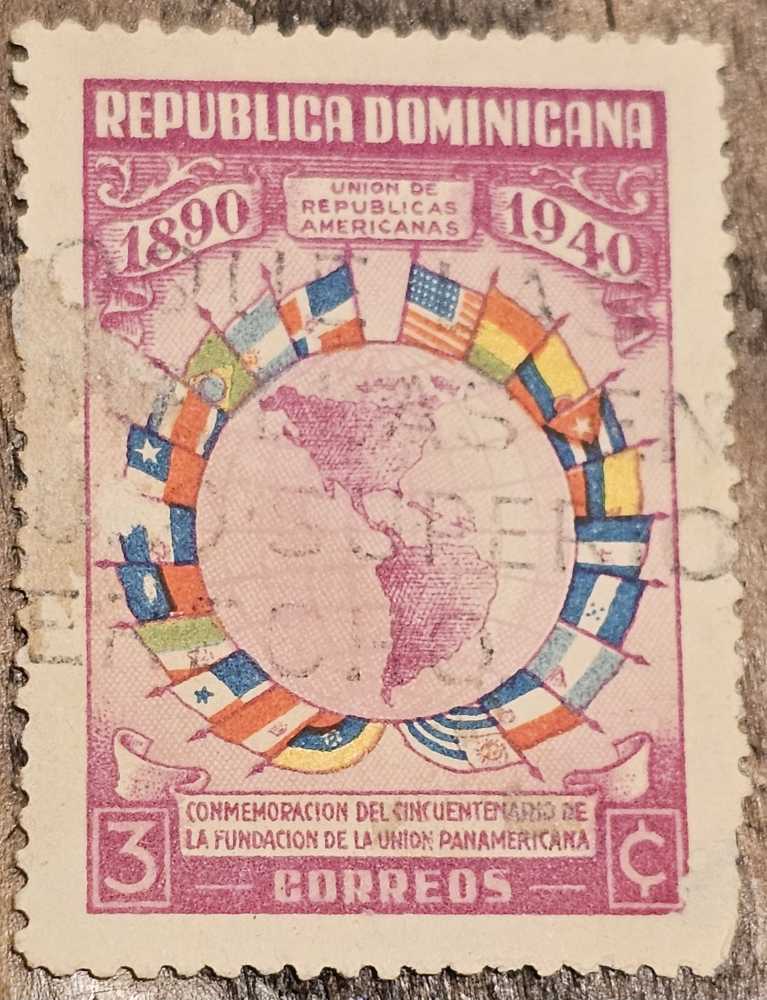 REPUBLICA DOMINICANA
1890
UNION DE
REPUBLICAS
AMERICANAS
1940
CONMEMORACION DEL CINCUENTENARIO DE
LA FUNDACION DE LA UNION PANAMERICANA
3
CORREOS
¢